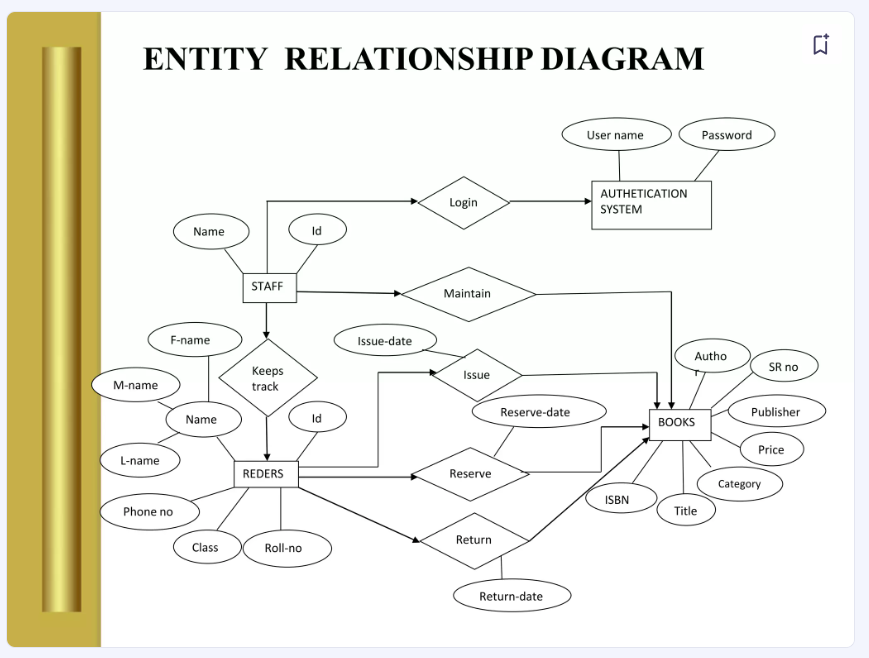 ENTITY RELATIONSHIP DIAGRAM
User name
Password
AUTHETICATION
SYSTEM
Login
Name
Id
STAFF
Maintain
F-name
Issue-date
Keeps
track
Issue
Autho
r
SR no
M-name
Name
Id
Reserve-date
BOOKS
Publisher
Price
L-name
REDERS
Reserve
Category
ISBN
Title
Phone no
Class
Roll-no
Return
Return-date